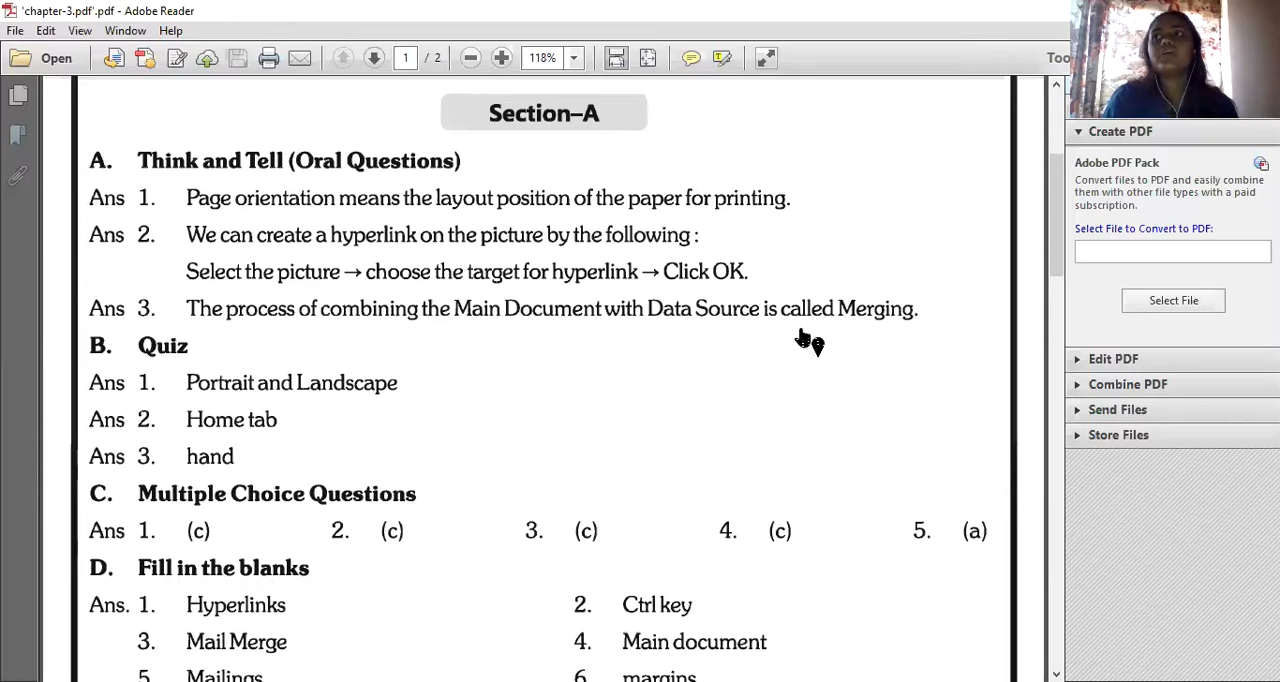 'chapter-3.pdf'.pdf - Adobe Reader
File Edit View Window Help
Open 1 / 2 118% Too
Section–A
A. Think and Tell (Oral Questions)
Ans 1. Page orientation means the layout position of the paper for printing.
Ans 2. We can create a hyperlink on the picture by the following :
Select the picture → choose the target for hyperlink → Click OK.
Ans 3. The process of combining the Main Document with Data Source is called Merging.
B. Quiz
Ans 1. Portrait and Landscape
Ans 2. Home tab
Ans 3. hand
C. Multiple Choice Questions
Ans 1. (c) 2. (c) 3. (c) 4. (c) 5. (a)
D. Fill in the blanks
Ans. 1. Hyperlinks 2. Ctrl key
3. Mail Merge 4. Main document
5. Mailings 6. margins
Create PDF
Adobe PDF Pack
Convert files to PDF and easily combine
them with other file types with a paid
subscription.
Select File to Convert to PDF:
Select File
Edit PDF
Combine PDF
Send Files
Store Files